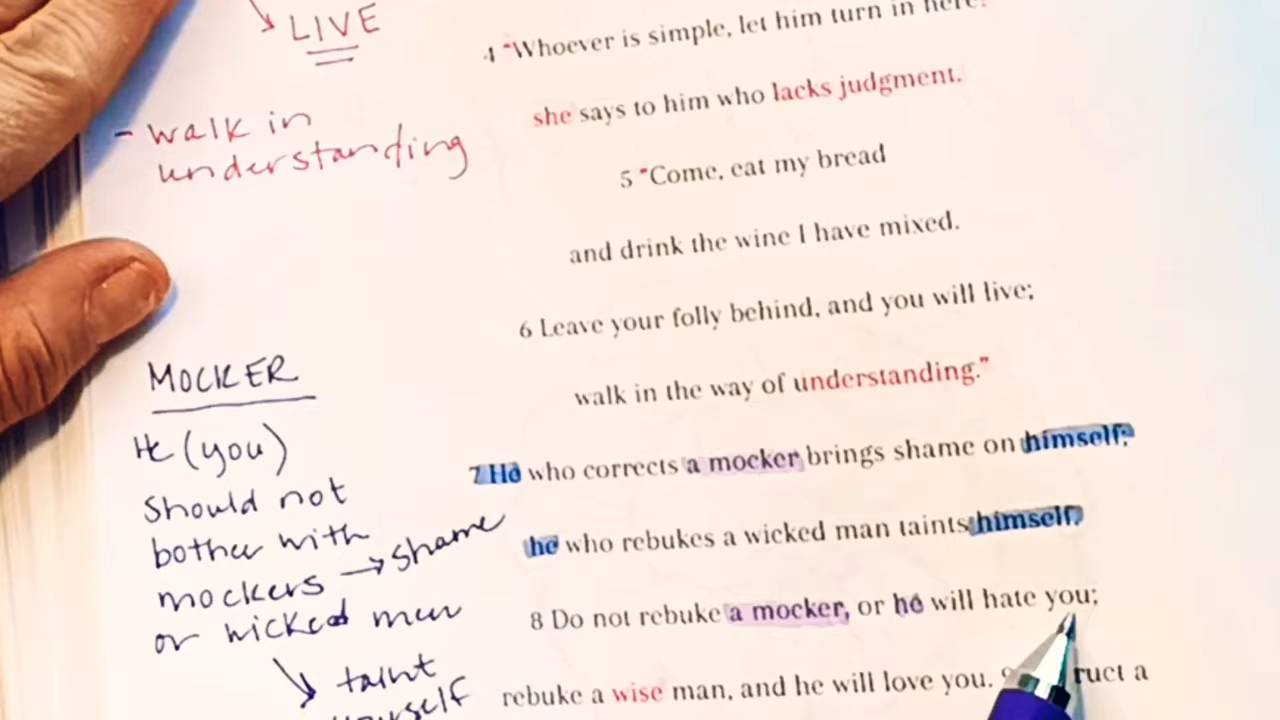 LIVE
- walk in
understanding
MOCKER
He (you)
should not
bother with
mockers → shame
or wicked men
↘ taint
yourself
4 "Whoever is simple, let him turn in here!
she says to him who lacks judgment.
5 "Come, eat my bread
and drink the wine I have mixed.
6 Leave your folly behind, and you will live;
walk in the way of understanding."
7 He who corrects a mocker brings shame on himself;
he who rebukes a wicked man taints himself.
8 Do not rebuke a mocker, or he will hate you;
rebuke a wise man, and he will love you. a